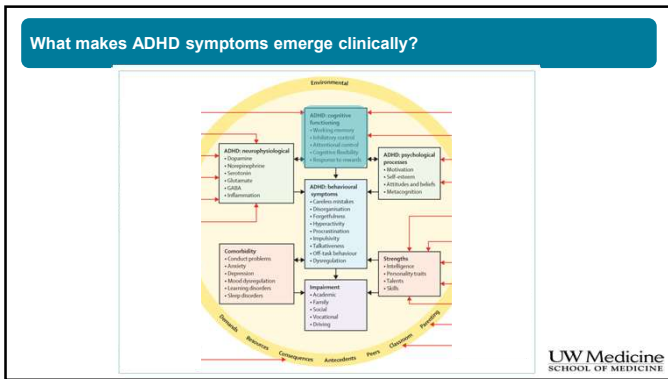 What makes ADHD symptoms emerge clinically?
Environmental
ADHD: cognitive
functioning
• Working memory
• Inhibitory control
• Attentional control
• Cognitive flexibility
• Response to rewards
ADHD: neurophysiological
• Dopamine
• Norepinephrine
• Serotonin
• Glutamate
• GABA
• Inflammation
ADHD: psychological
processes
• Motivation
• Self-esteem
• Attitudes and beliefs
• Metacognition
ADHD: behavioural
symptoms
• Careless mistakes
• Disorganisation
• Forgetfulness
• Hyperactivity
• Procrastination
• Impulsivity
• Talkativeness
• Off-task behaviour
• Dysregulation
Comorbidity
• Conduct problems
• Anxiety
• Depression
• Mood dysregulation
• Learning disorders
• Sleep disorders
Strengths
• Intelligence
• Personality traits
• Talents
• Skills
Impairment
• Academic
• Family
• Social
• Vocational
• Driving
Demands Resources Consequences Antecedents Peers Classroom Parenting
UW Medicine
SCHOOL OF MEDICINE